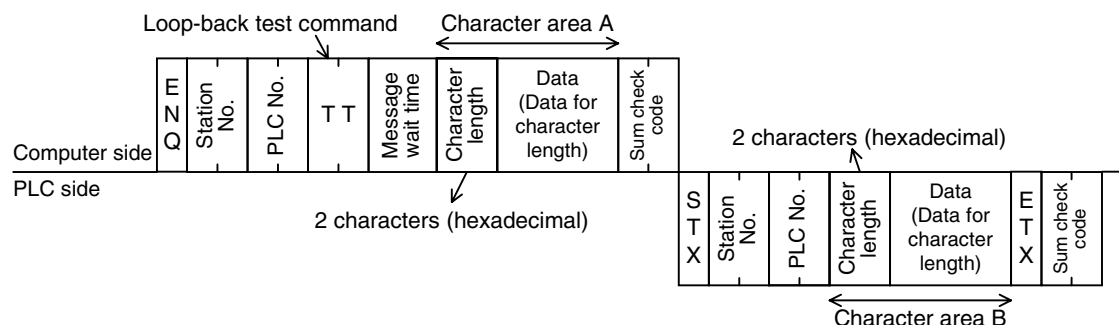 Loop-back test command
Character area A
E
N
Q
Station
No.
PLC No.
T T
Message
wait time
Character
length
Data
(Data for
character
length)
Sum check
code
Computer side
PLC side
2 characters (hexadecimal)
2 characters (hexadecimal)
S
T
X
Station
No.
PLC No.
Character
length
Data
(Data for
character
length)
E
T
X
Sum check
code
Character area B